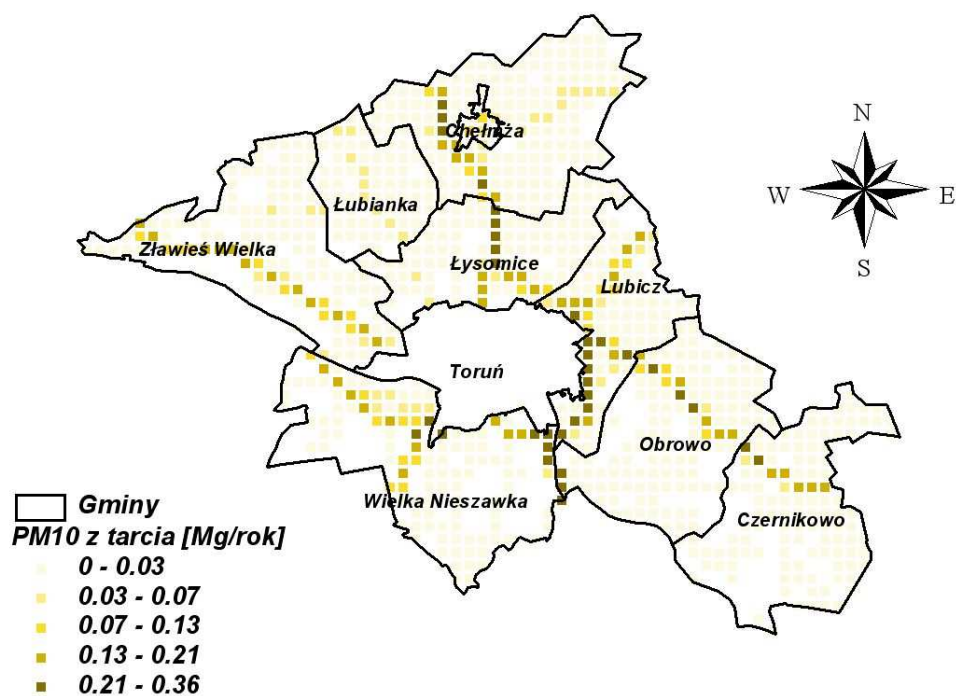 N
W
E
S
Chełmża
Łubianka
Zławieś Wielka
Łysomice
Lubicz
Toruń
Obrowo
Wielka Nieszawka
Czernikowo
Gminy
PM10 z tarcia [Mg/rok]
0 - 0.03
0.03 - 0.07
0.07 - 0.13
0.13 - 0.21
0.21 - 0.36